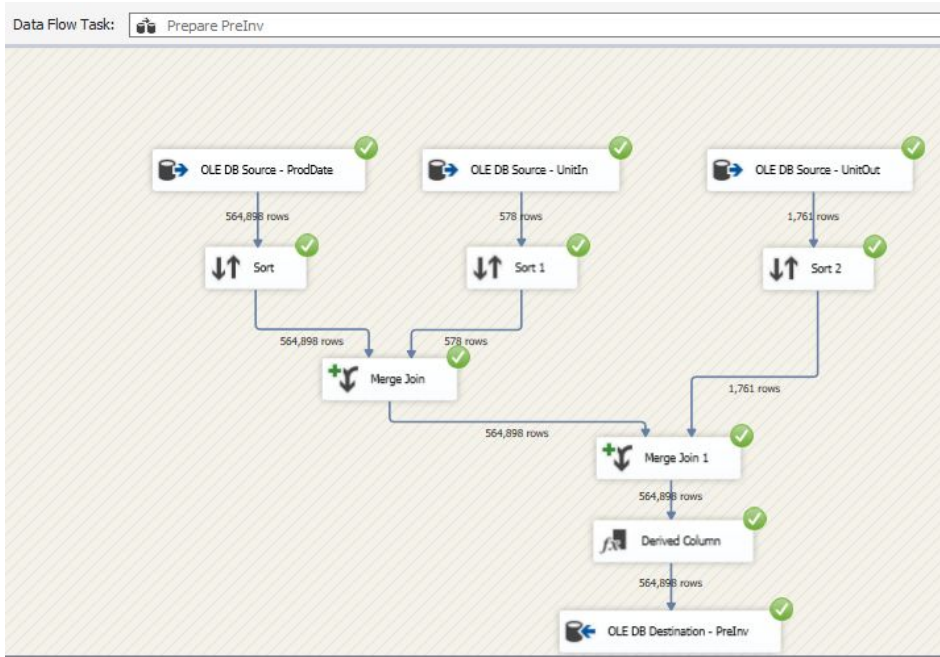 Data Flow Task: Prepare PreInv
OLE DB Source - ProdDate
OLE DB Source - UnitIn
OLE DB Source - UnitOut
564,898 rows
578 rows
1,761 rows
Sort
Sort 1
Sort 2
564,898 rows
578 rows
Merge Join
1,761 rows
564,898 rows
Merge Join 1
564,898 rows
fx
Derived Column
564,898 rows
OLE DB Destination - PreInv